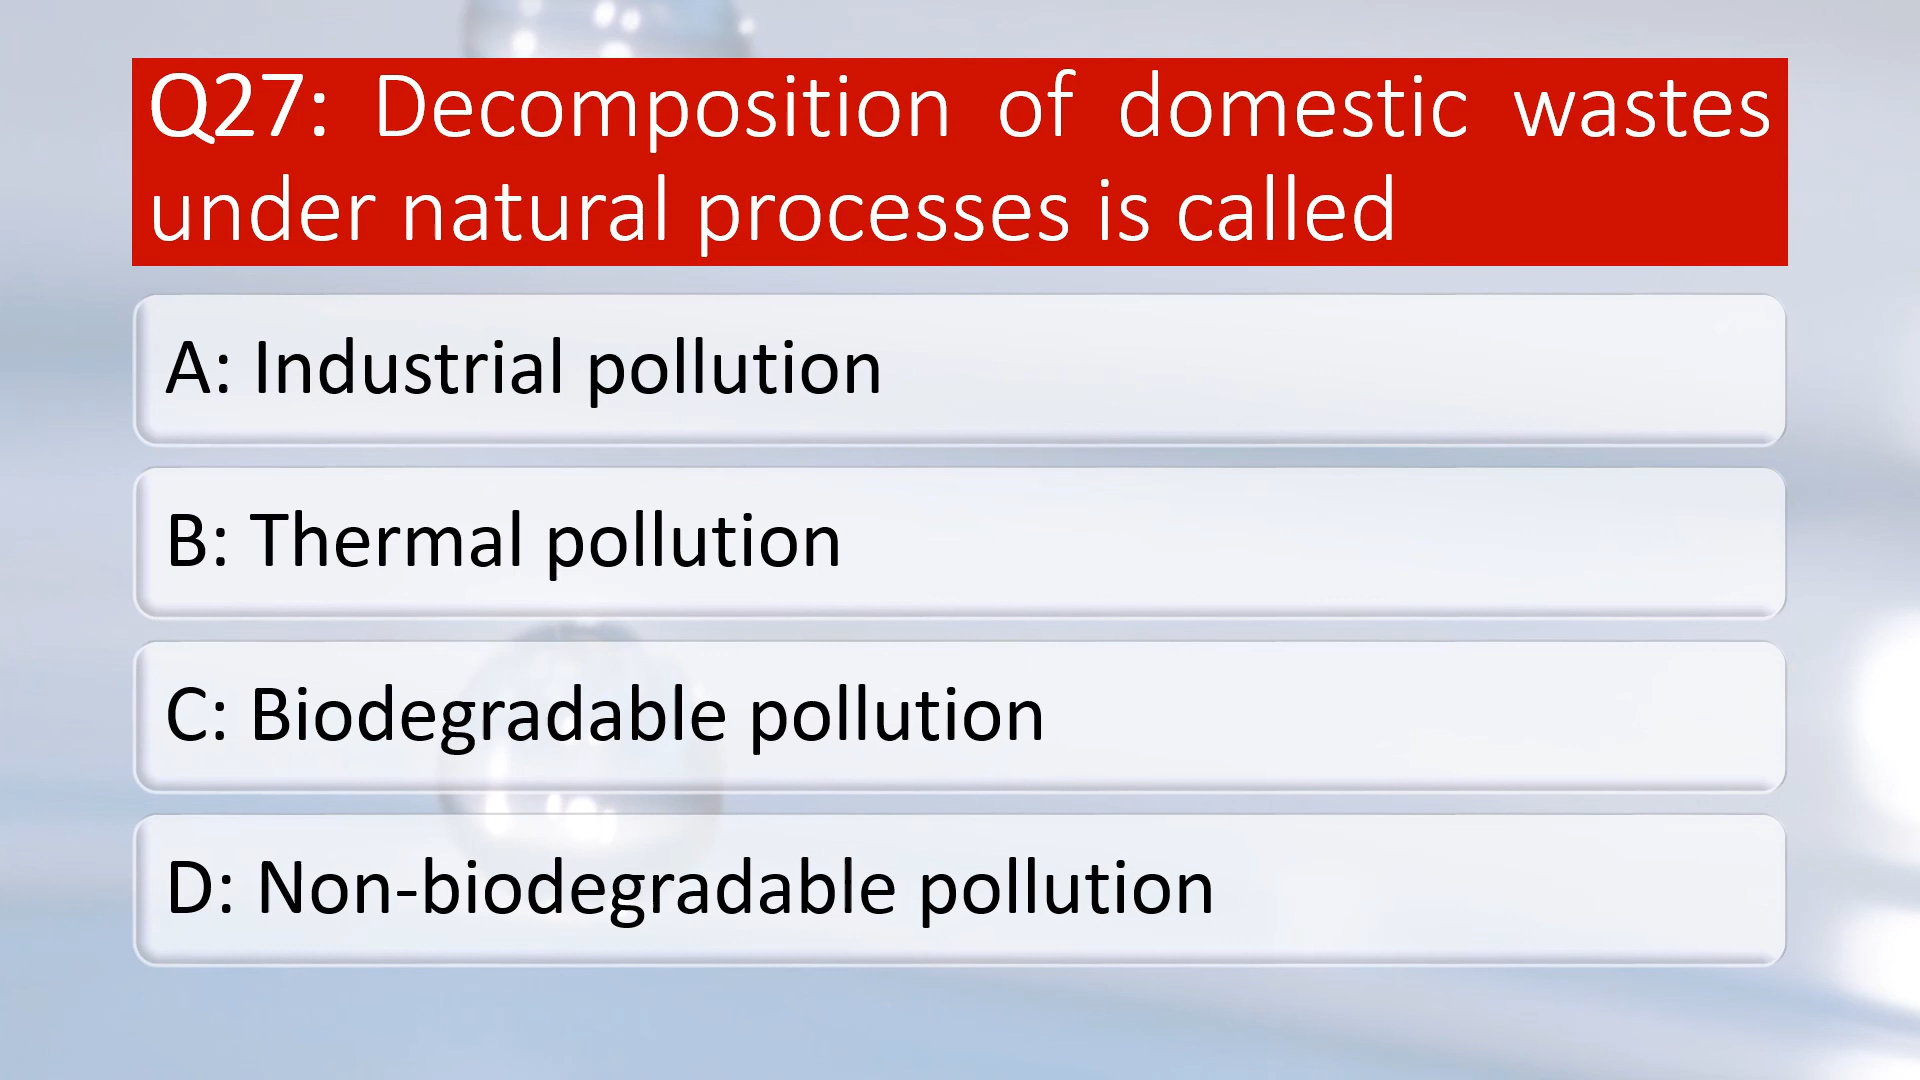 Q27: Decomposition of domestic wastes
under natural processes is called
A: Industrial pollution
B: Thermal pollution
C: Biodegradable pollution
D: Non-biodegradable pollution